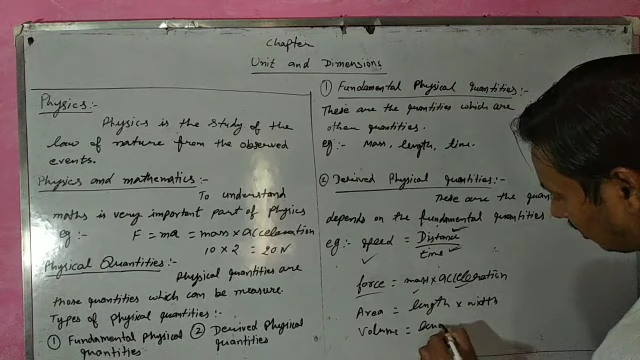 Chapter
Unit and Dimensions
Physics :-
Physics is the study of the
law of nature from the observed
events.
Physics and mathematics :-
To understand
maths is very important part of Physics
eg :- F = ma = mass × acceleration
10 × 2 = 20 N
Physical Quantities :-
Physical quantities are
those quantities which can be measure.
Types of physical quantities :-
① Fundamental physical quantities ② Derived Physical quantities
① Fundamental Physical quantities :-
These are the quantities which are
other quantities.
eg :- Mass, length, time.
② Derived Physical Quantities :-
These are the quan
depends on the fundamental quantities
eg :- speed = Distance / time
force = mass × acceleration
Area = length × witts
Volume = leng